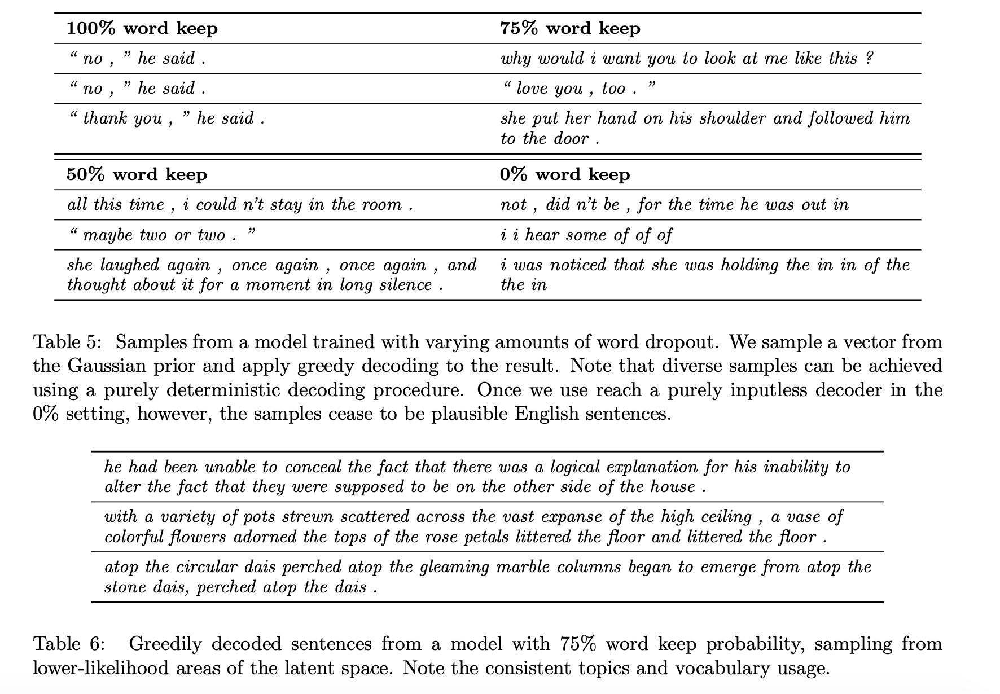 100% word keep
75% word keep
“ no , ” he said .
why would i want you to look at me like this ?
“ no , ” he said .
“ love you , too . ”
“ thank you , ” he said .
she put her hand on his shoulder and followed him
to the door .
50% word keep
0% word keep
all this time , i could n’t stay in the room .
not , did n’t be , for the time he was out in
“ maybe two or two . ”
i i hear some of of of
she laughed again , once again , once again , and
thought about it for a moment in long silence .
i was noticed that she was holding the in in of the
the in
Table 5: Samples from a model trained with varying amounts of word dropout. We sample a vector from
the Gaussian prior and apply greedy decoding to the result. Note that diverse samples can be achieved
using a purely deterministic decoding procedure. Once we use reach a purely inputless decoder in the
0% setting, however, the samples cease to be plausible English sentences.
he had been unable to conceal the fact that there was a logical explanation for his inability to
alter the fact that they were supposed to be on the other side of the house .
with a variety of pots strewn scattered across the vast expanse of the high ceiling , a vase of
colorful flowers adorned the tops of the rose petals littered the floor and littered the floor .
atop the circular dais perched atop the gleaming marble columns began to emerge from atop the
stone dais, perched atop the dais .
Table 6: Greedily decoded sentences from a model with 75% word keep probability, sampling from
lower-likelihood areas of the latent space. Note the consistent topics and vocabulary usage.